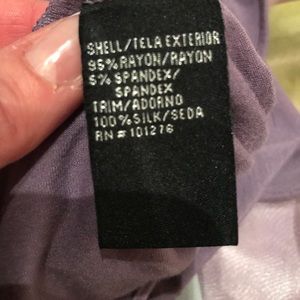 SHELL/TELA EXTERIOR
95% RAYON/RAYON
5% SPANDEX/
SPANDEX
TRIM/ADORNO
100% SILK/SEDA
RN # 101276